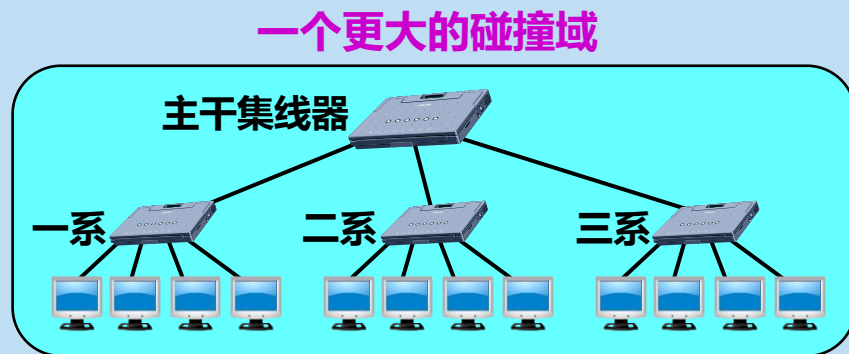 一个更大的碰撞域
主干集线器
一系
二系
三系